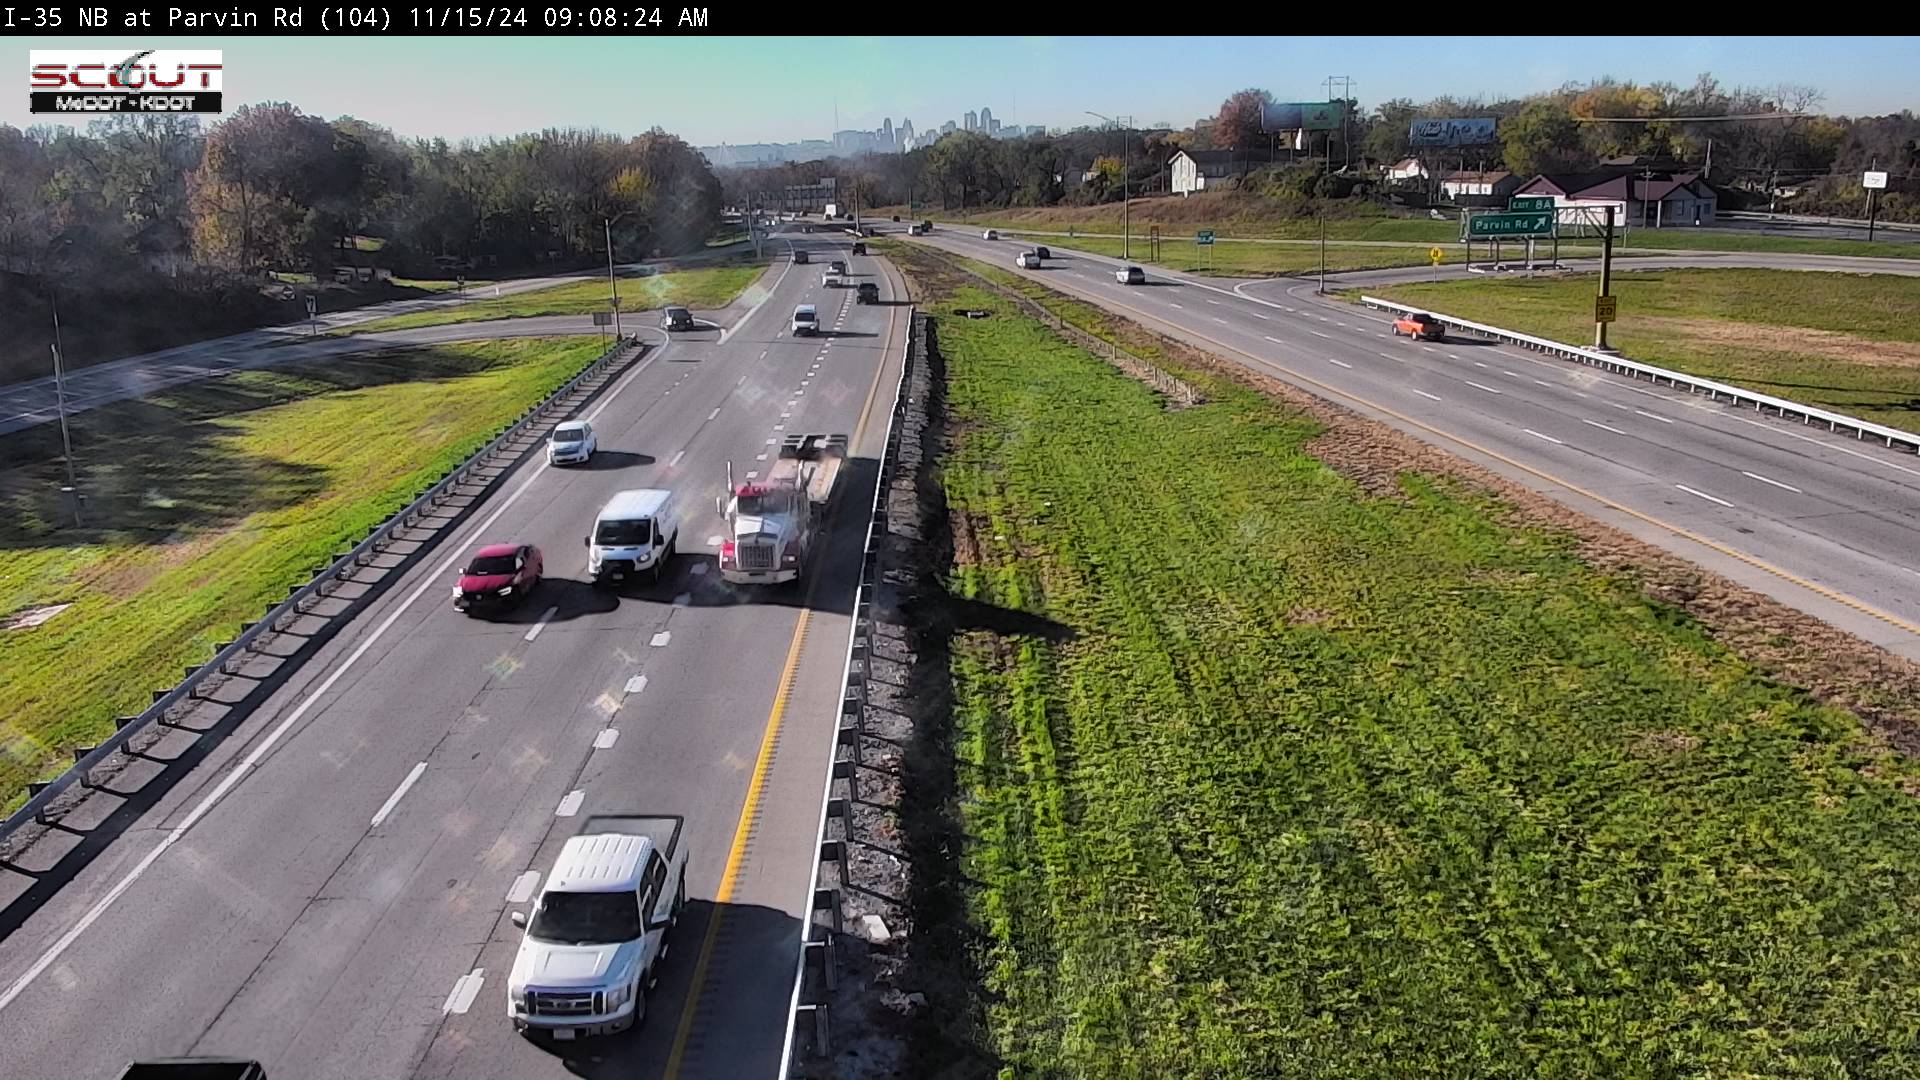 I-35 NB at Parvin Rd (104) 11/15/24 09:08:24 AM
SCOUT
MoDOT - KDOT
EXIT 8A
Parvin Rd
20